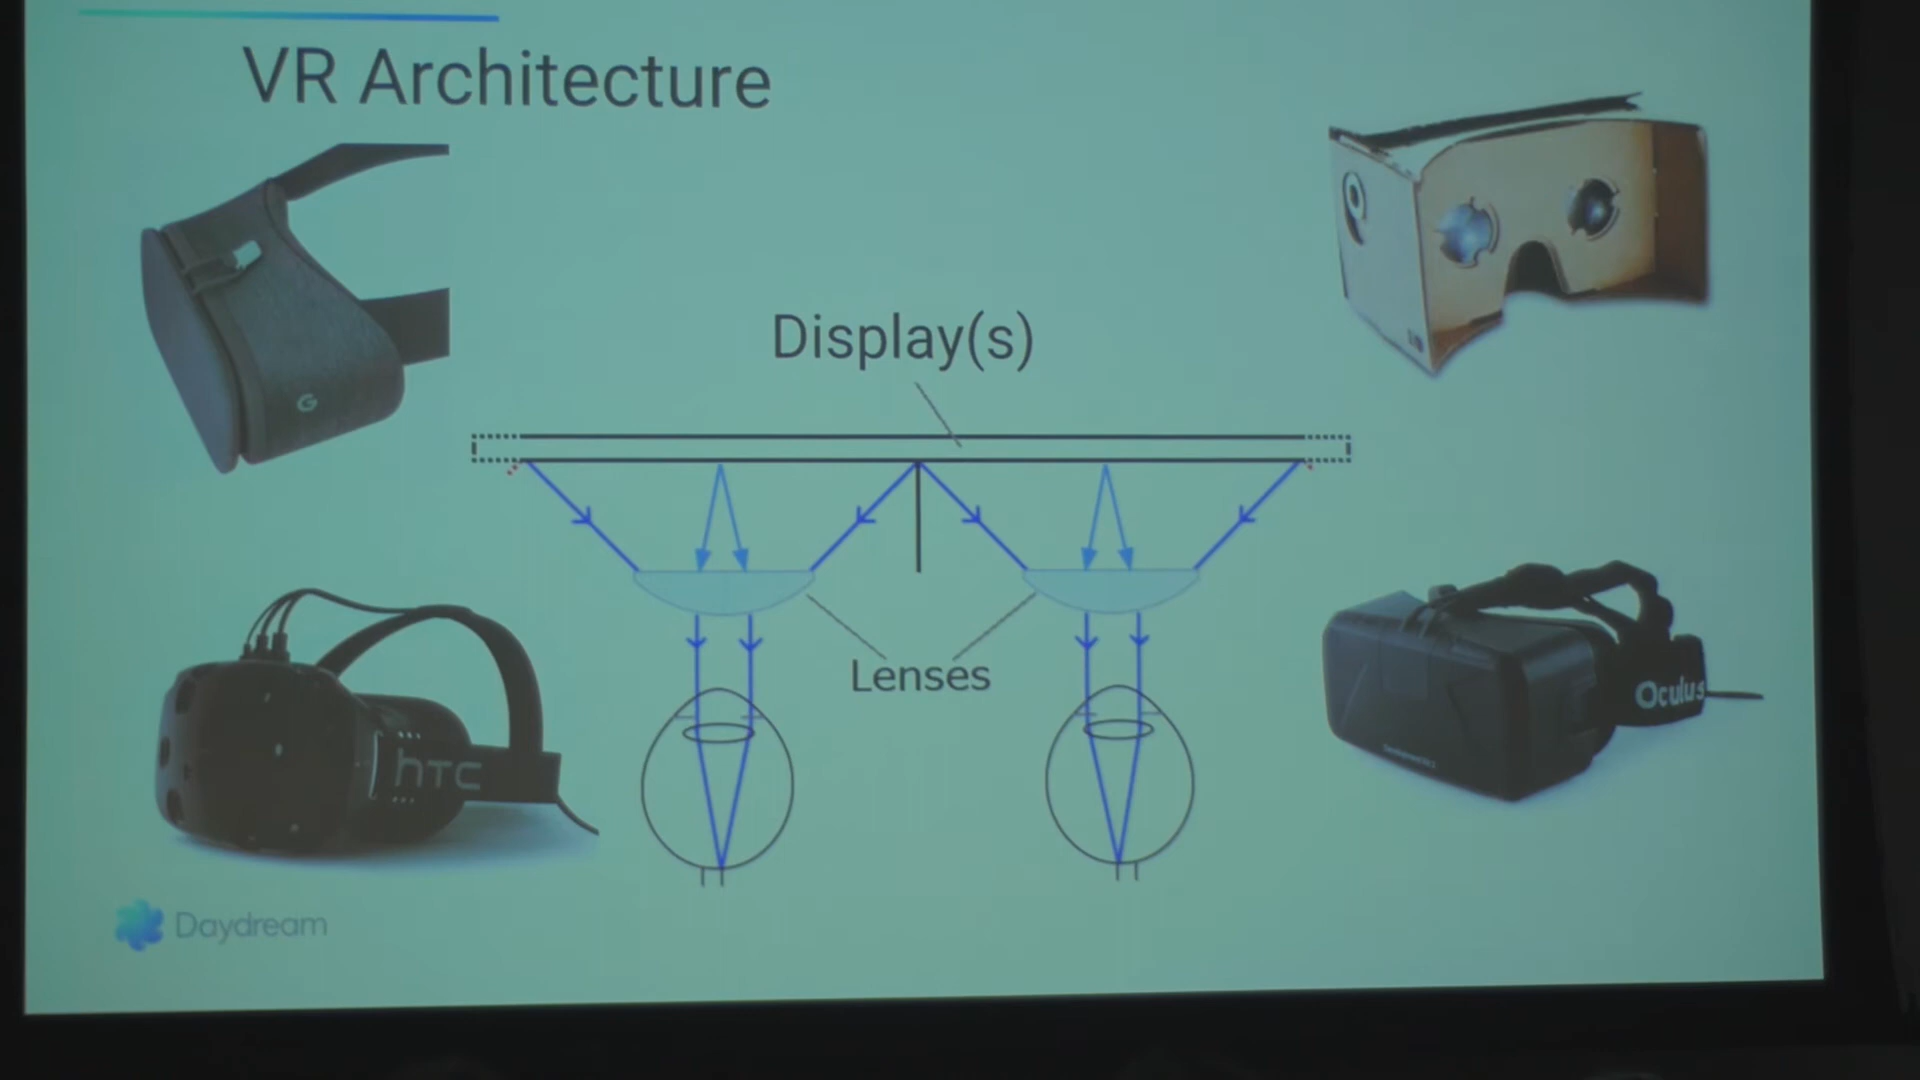 VR Architecture
Display(s)
G
Lenses
hTC
Oculus
Daydream